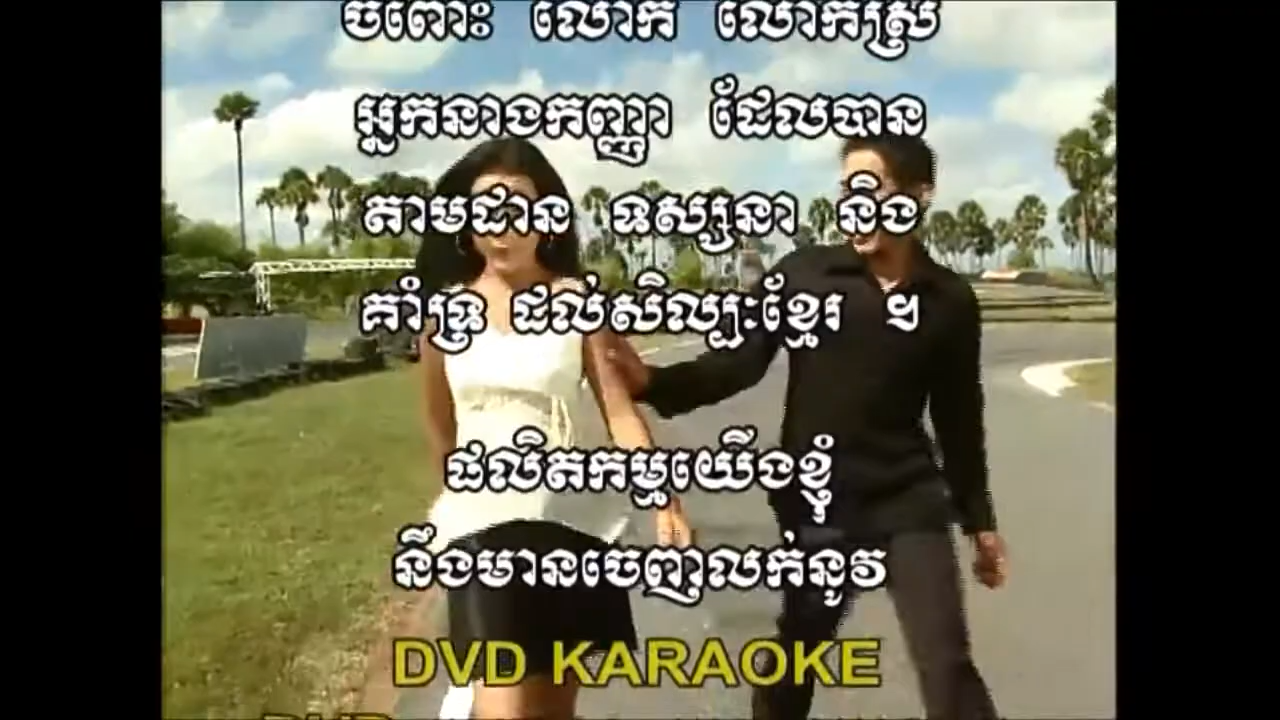 ចំពោះ លោក លោកស្រី
អ្នកនាងកញ្ញា ដែលបាន
តាមដាន ទស្សនា និង
គាំទ្រ ដល់សិល្បៈខ្មែរ ។
ផលិតកម្មយើងខ្ញុំ
នឹងមានចេញលក់នូវ
DVD KARAOKE